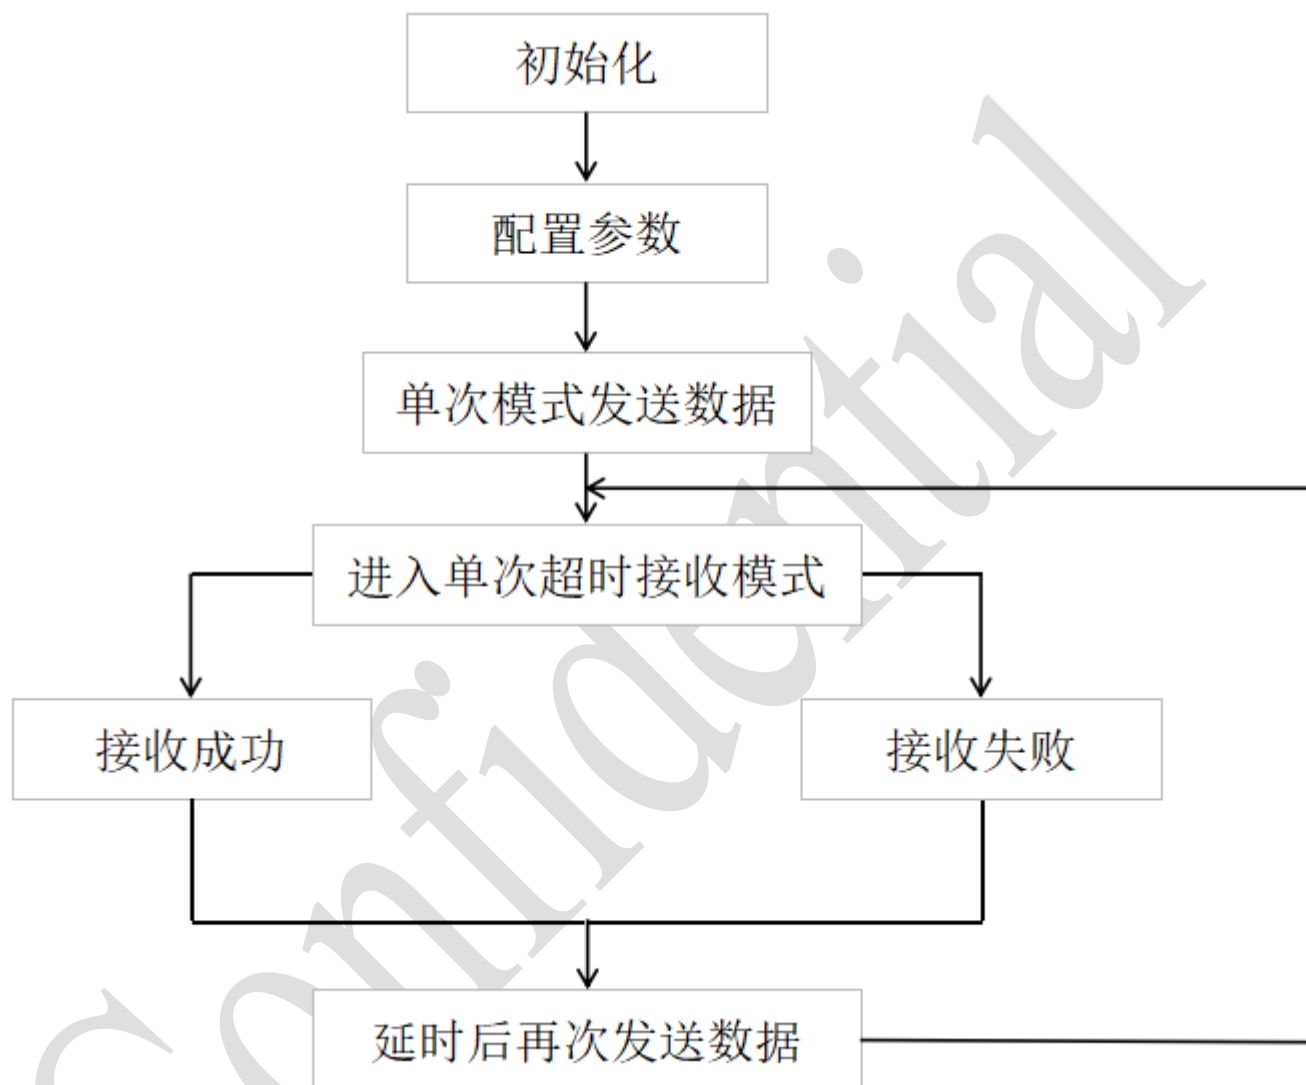 初始化
配置参数
单次模式发送数据
进入单次超时接收模式
接收成功
接收失败
延时后再次发送数据
Confidential